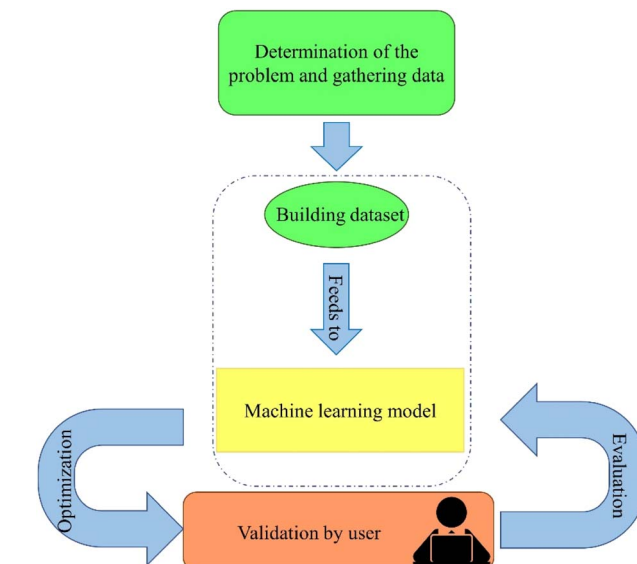 Determination of the
problem and gathering data
Building dataset
Feeds to
Machine learning model
Optimization
Evaluation
Validation by user